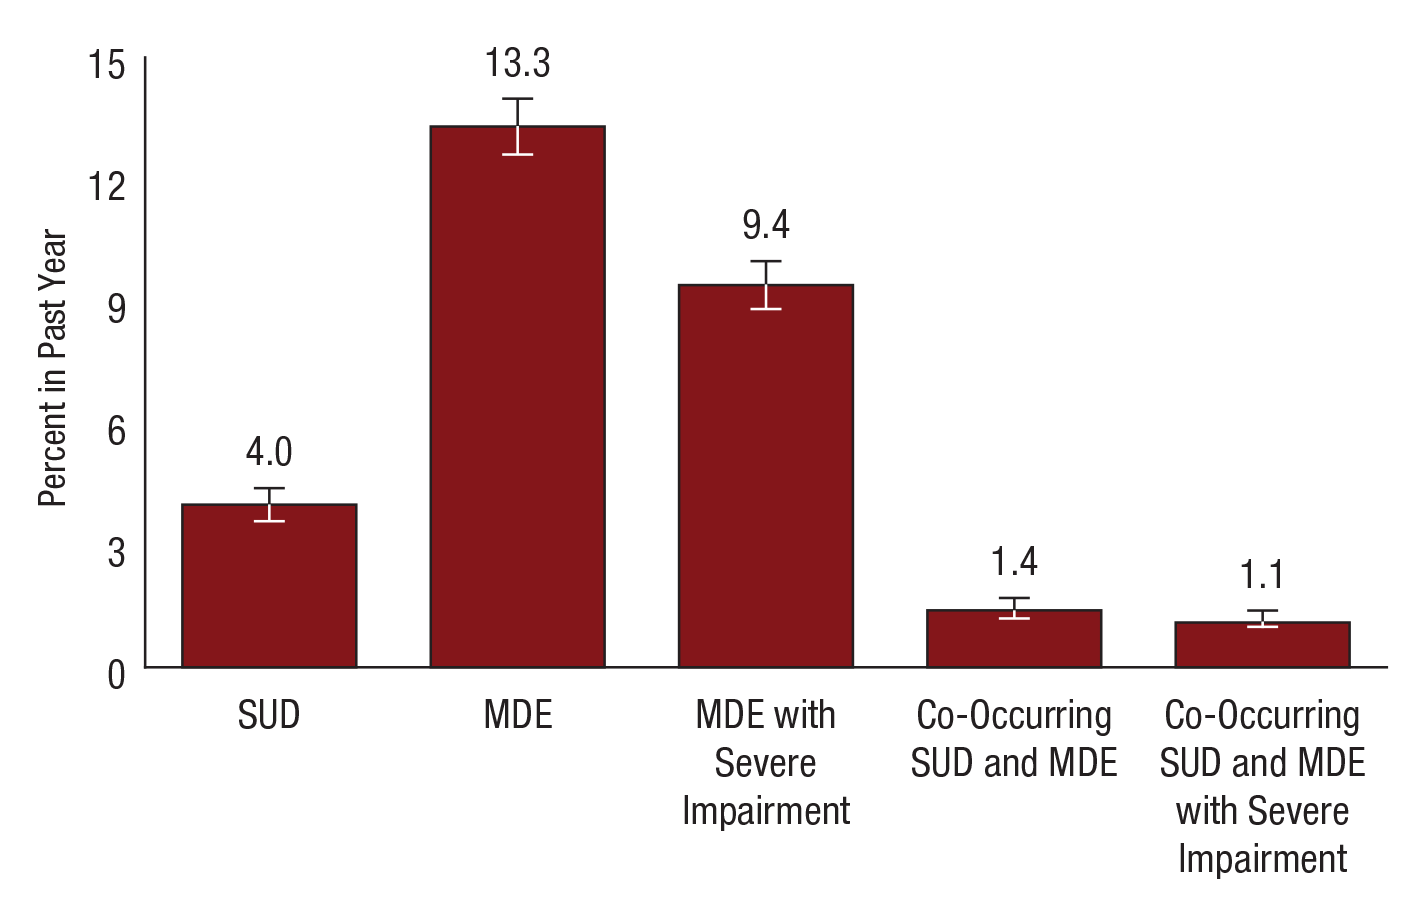 Percent in Past Year
15
12
9
6
3
0
4.0
13.3
9.4
1.4
1.1
SUD
MDE
MDE with
Severe
Impairment
Co-Occurring
SUD and MDE
Co-Occurring
SUD and MDE
with Severe
Impairment